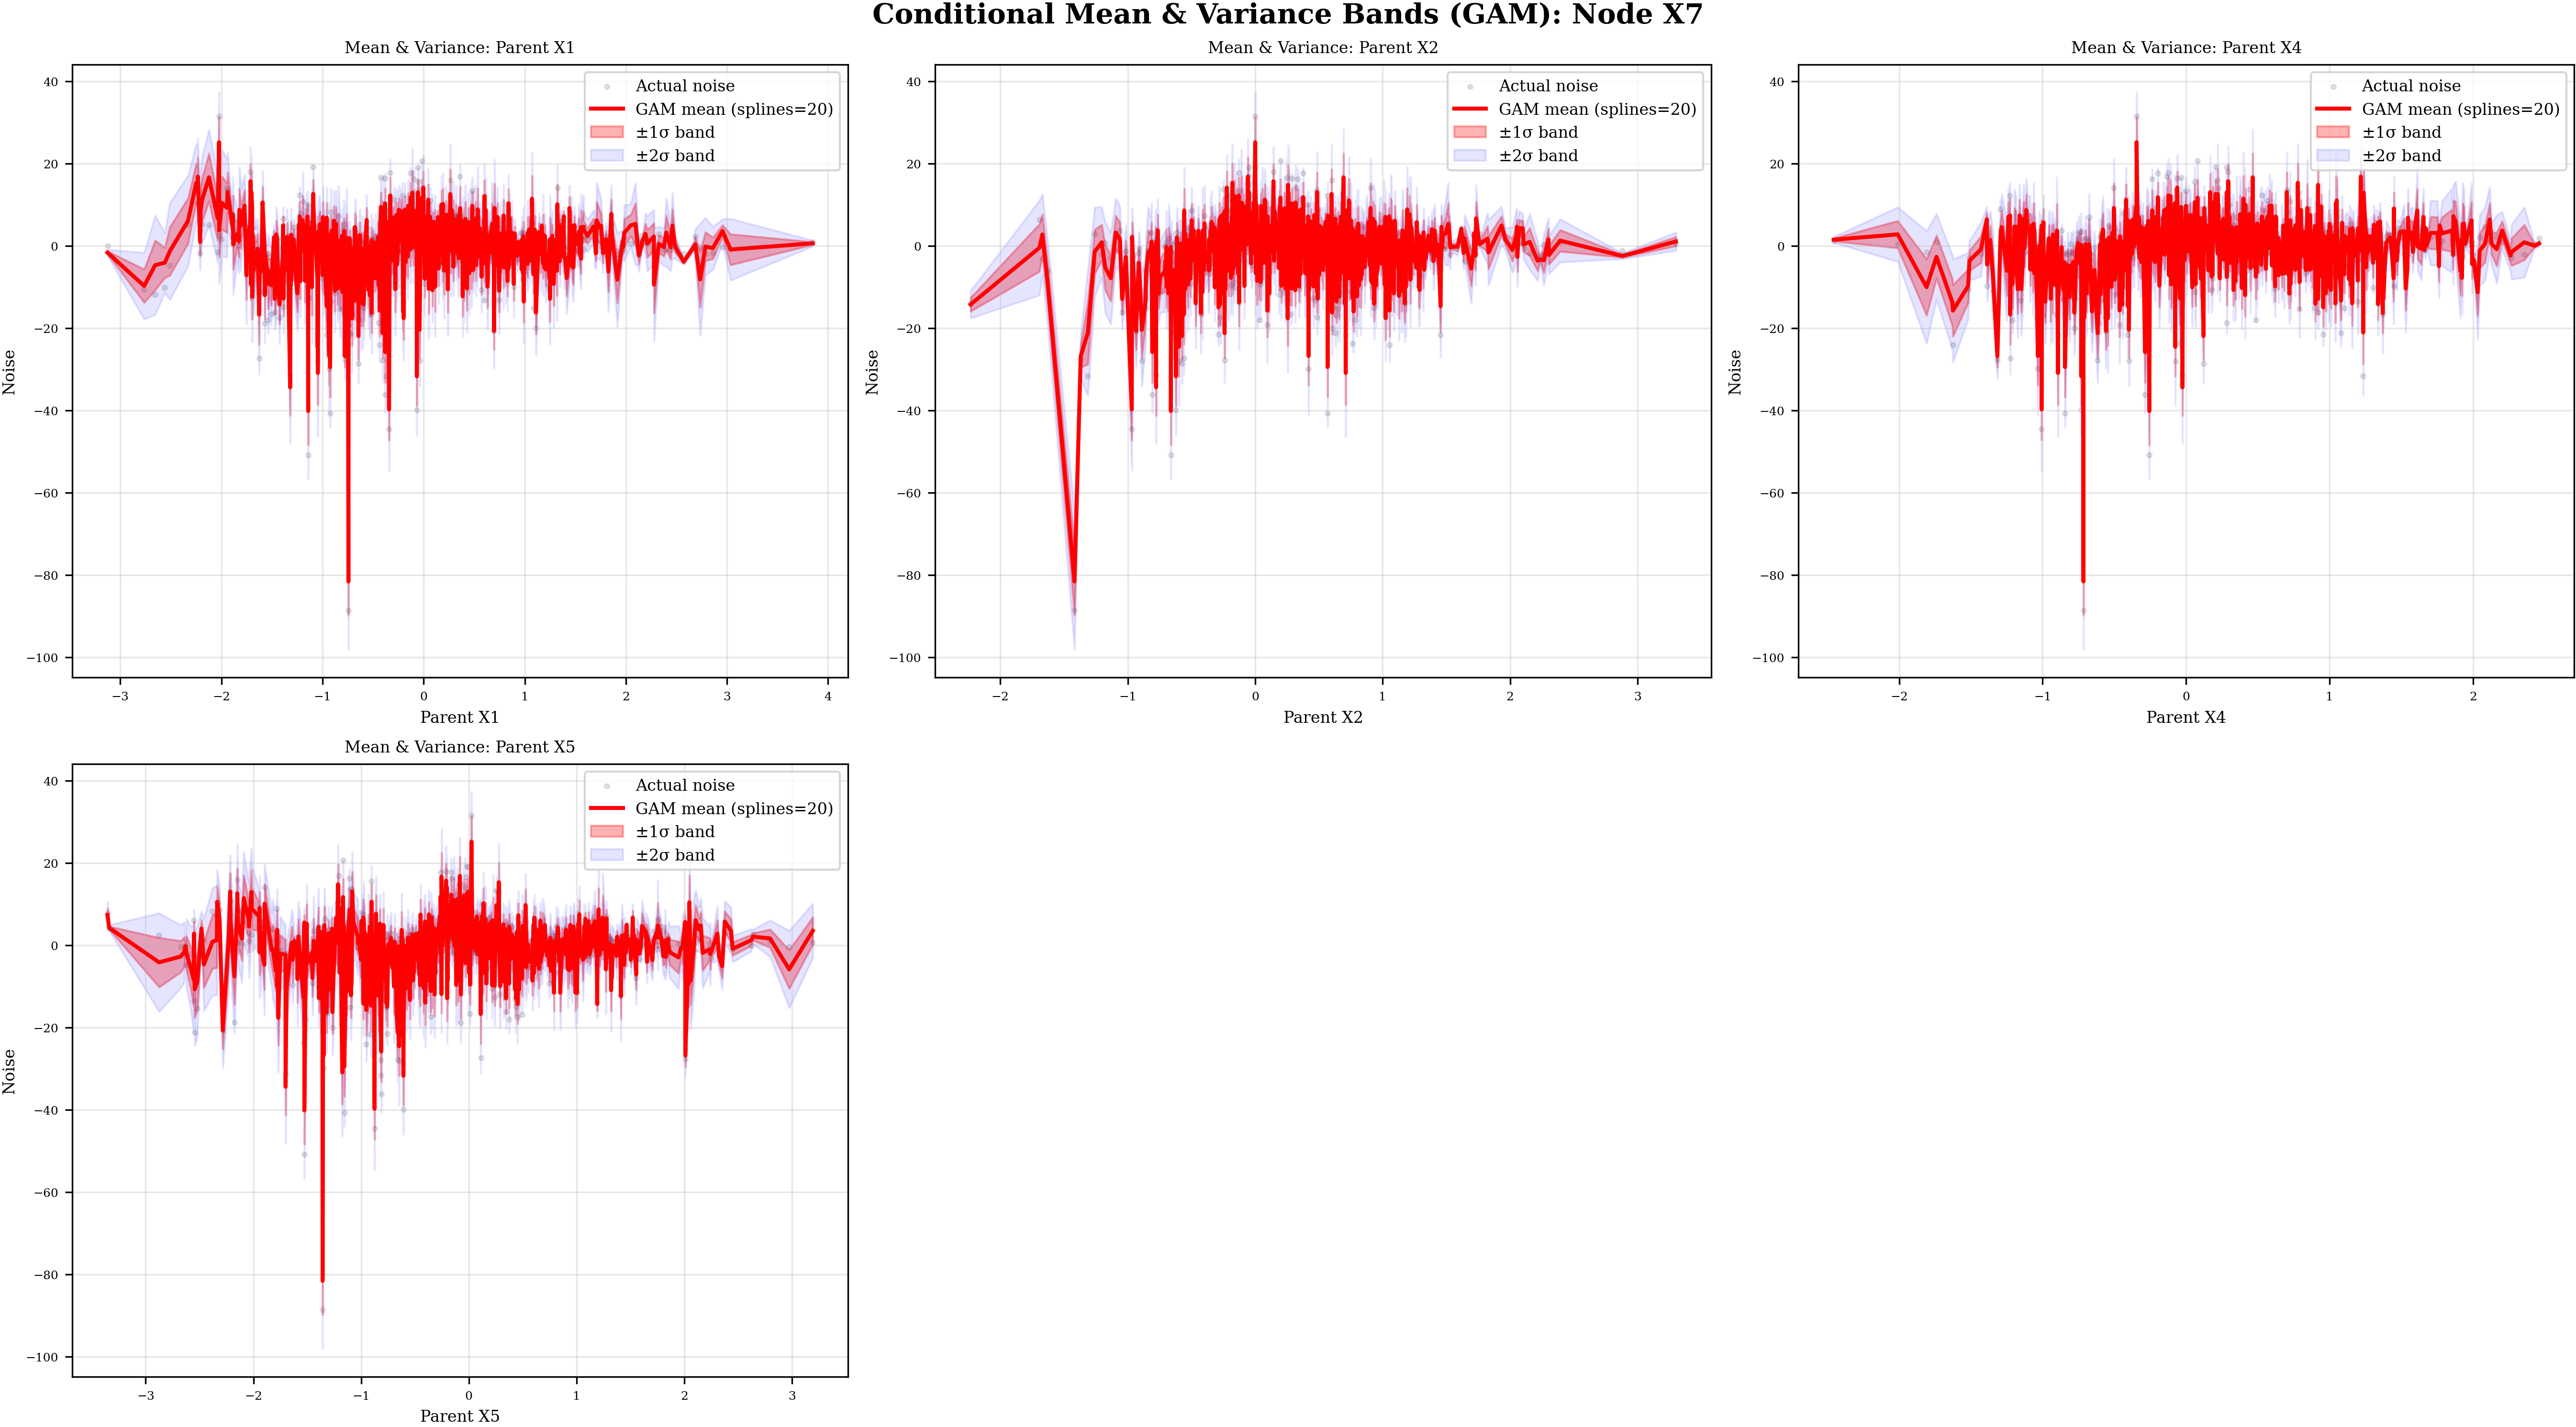 Conditional Mean & Variance Bands (GAM): Node X7
Mean & Variance: Parent X1
Actual noise
GAM mean (splines=20)
±1σ band
±2σ band
40
20
0
−20
−40
−60
−80
−100
Noise
−3 −2 −1 0 1 2 3 4
Parent X1
Mean & Variance: Parent X2
Actual noise
GAM mean (splines=20)
±1σ band
±2σ band
40
20
0
−20
−40
−60
−80
−100
Noise
−2 −1 0 1 2 3
Parent X2
Mean & Variance: Parent X4
Actual noise
GAM mean (splines=20)
±1σ band
±2σ band
40
20
0
−20
−40
−60
−80
−100
Noise
−2 −1 0 1 2
Parent X4
Mean & Variance: Parent X5
Actual noise
GAM mean (splines=20)
±1σ band
±2σ band
40
20
0
−20
−40
−60
−80
−100
Noise
−3 −2 −1 0 1 2 3
Parent X5